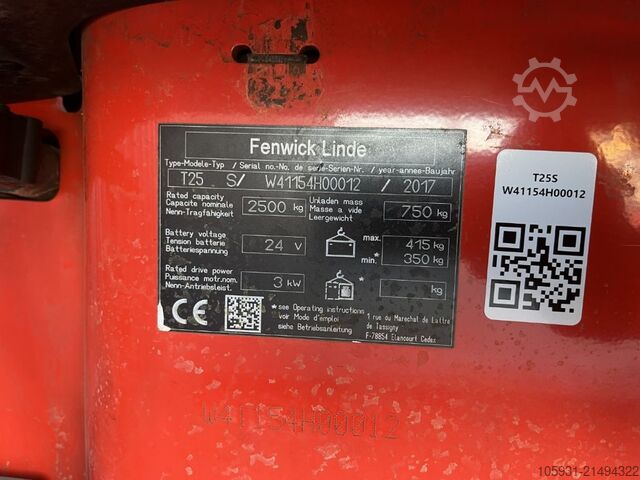 Fenwick Linde
Type-Modele-Typ / Serial no.-No. de serie-Serien-Nr. / year-annee-Baujahr
T25 S/ W41154H00012 / 2017
Rated capacity
Capacite nominale
Nenn-Tragfähigkeit
2500 kg
Unladen mass
Masse a vide
Leergewicht
750 kg
Battery voltage
Tension batterie
Batteriespannung
24 V
max. 415 kg
min.* 350 kg
Rated drive power
Puissance motr.nom.
Nenn-Antriebsleist.
3 kW
* kg
CE
*see Operating instructions
voir Mode d'emploi
siehe Betriebsanleitung
1 rue du Marechal de Lattre
de Tassigny
F-78854 Elancourt Cedex
T25S
W41154H00012
W41154H00012
105931-21494322